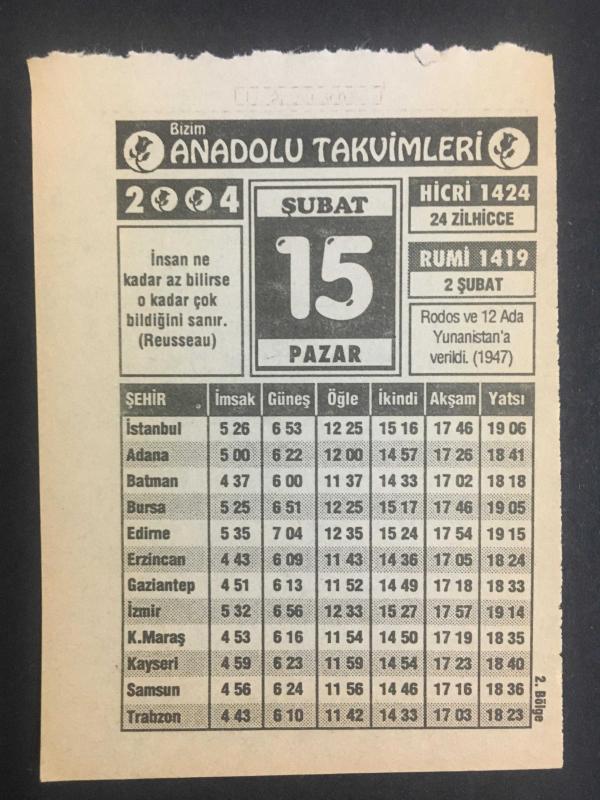 Bizim
ANADOLU TAKVİMLERİ
2004
ŞUBAT
15
PAZAR
HİCRİ 1424
24 ZİLHİCCE
RUMİ 1419
2 ŞUBAT
İnsan ne
kadar az bilirse
o kadar çok
bildiğini sanır.
(Reusseau)
Rodos ve 12 Ada
Yunanistan'a
verildi. (1947)
ŞEHİR İmsak Güneş Öğle İkindi Akşam Yatsı
İstanbul 5 26 6 53 12 25 15 16 17 46 19 06
Adana 5 00 6 22 12 00 14 57 17 26 18 41
Batman 4 37 6 00 11 37 14 33 17 02 18 18
Bursa 5 25 6 51 12 25 15 17 17 46 19 05
Edirne 5 35 7 04 12 35 15 24 17 54 19 15
Erzincan 4 43 6 09 11 43 14 36 17 05 18 24
Gaziantep 4 51 6 13 11 52 14 49 17 18 18 33
İzmir 5 32 6 56 12 33 15 27 17 57 19 14
K.Maraş 4 53 6 16 11 54 14 50 17 19 18 35
Kayseri 4 59 6 23 11 59 14 54 17 23 18 40
Samsun 4 56 6 24 11 56 14 46 17 16 18 36
Trabzon 4 43 6 10 11 42 14 33 17 03 18 23
2. Bölge